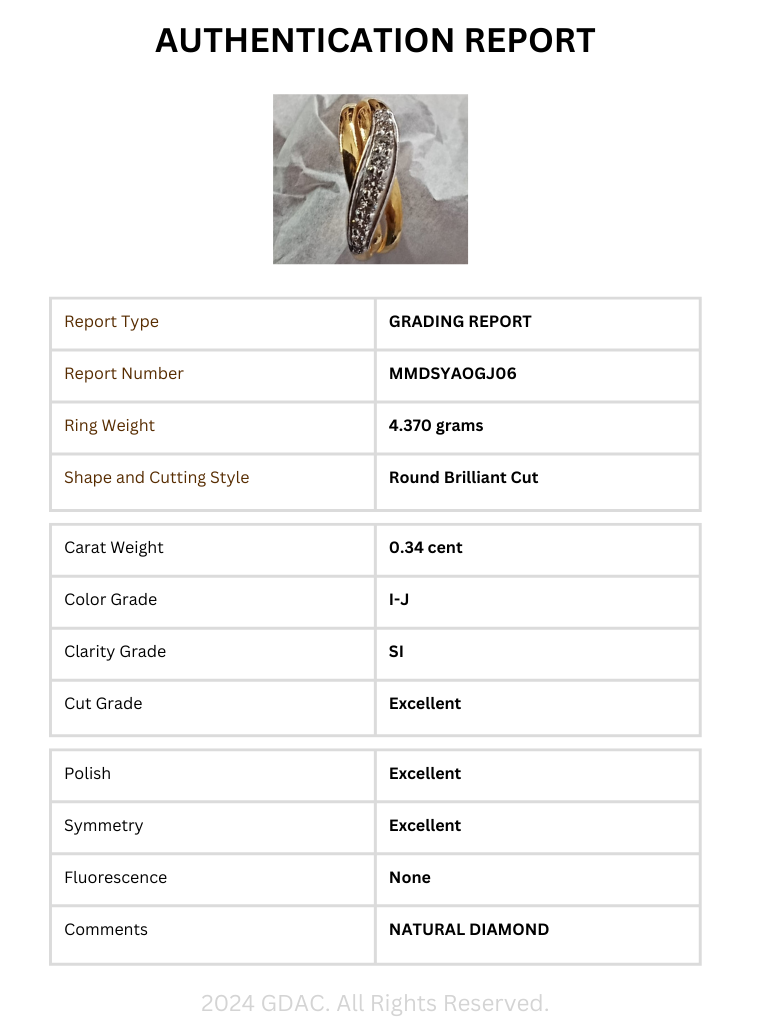 AUTHENTICATION REPORT
Report Type GRADING REPORT
Report Number MMDSYAOGJ06
Ring Weight 4.370 grams
Shape and Cutting Style Round Brilliant Cut
Carat Weight 0.34 cent
Color Grade I-J
Clarity Grade SI
Cut Grade Excellent
Polish Excellent
Symmetry Excellent
Fluorescence None
Comments NATURAL DIAMOND
2024 GDAC. All Rights Reserved.